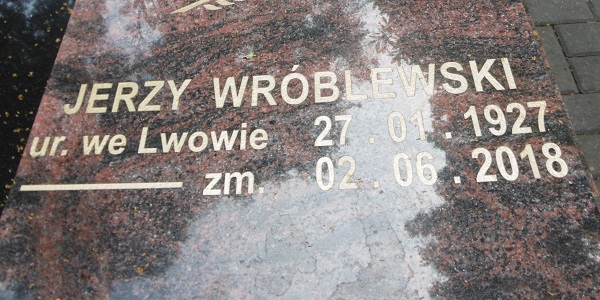 JERZY WRÓBLEWSKI
ur. we Lwowie 27.01.1927
zm. 02.06.2018